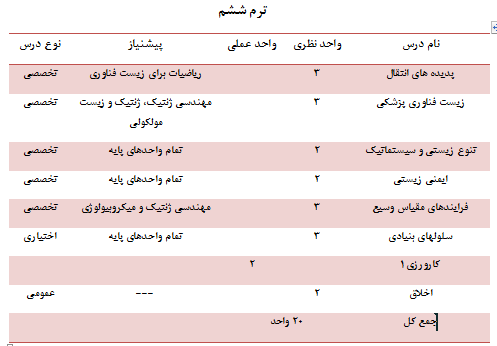 ترم ششم
نام درس واحد نظری واحد عملی پیشنیاز نوع درس
پدیده های انتقال ۳ ریاضیات برای زیست فناوری تخصصی
زیست فناوری پزشکی ۳ مهندسی ژنتیک، ژنتیک و زیست تخصصی
مولکولی
تنوع زیستی و سیستماتیک ۲ تمام واحدهای پایه تخصصی
ایمنی زیستی ۲ تمام واحدهای پایه تخصصی
فرایندهای مقیاس وسیع ۳ مهندسی ژنتیک و میکروبیولوژی تخصصی
سلولهای بنیادی ۳ تمام واحدهای پایه اختیاری
کارورزی۱ ۲
اخلاق ۲ --- عمومی
جمع کل ۲۰ واحد